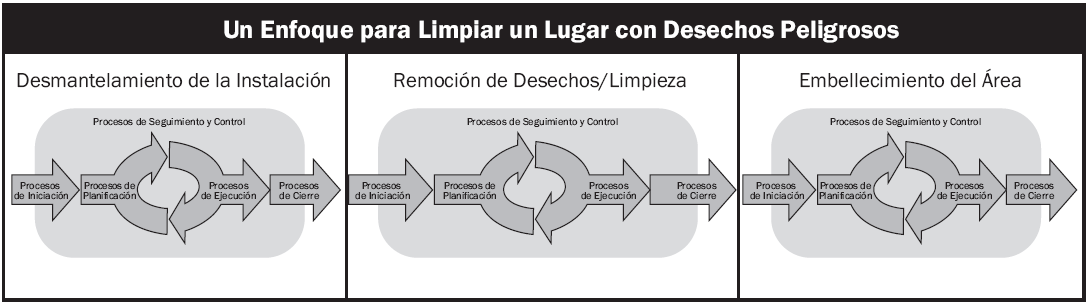 Un Enfoque para Limpiar un Lugar con Desechos Peligrosos
Desmantelamiento de la Instalación
Procesos de Seguimiento y Control
Procesos
de Iniciación
Procesos de
Planificación
Procesos
de Ejecución
Procesos
de Cierre
Remoción de Desechos/Limpieza
Procesos de Seguimiento y Control
Procesos
de Iniciación
Procesos de
Planificación
Procesos
de Ejecución
Procesos
de Cierre
Embellecimiento del Área
Procesos de Seguimiento y Control
Procesos
de Iniciación
Procesos de
Planificación
Procesos
de Ejecución
Procesos
de Cierre